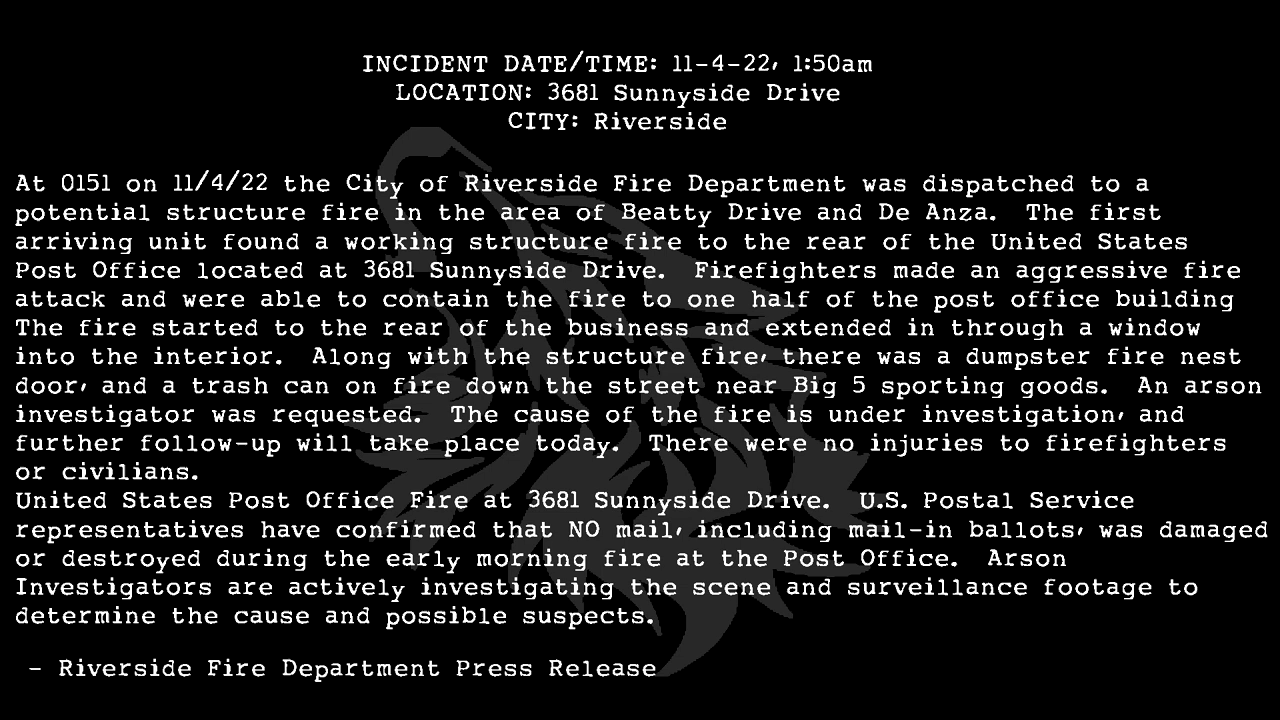 INCIDENT DATE/TIME: 11-4-22, 1:50am
LOCATION: 3681 Sunnyside Drive
CITY: Riverside
At 0151 on 11/4/22 the City of Riverside Fire Department was dispatched to a
potential structure fire in the area of Beatty Drive and De Anza.  The first
arriving unit found a working structure fire to the rear of the United States
Post Office located at 3681 Sunnyside Drive.  Firefighters made an aggressive fire
attack and were able to contain the fire to one half of the post office building
The fire started to the rear of the business and extended in through a window
into the interior.  Along with the structure fire, there was a dumpster fire nest
door, and a trash can on fire down the street near Big 5 sporting goods.  An arson
investigator was requested.  The cause of the fire is under investigation, and
further follow-up will take place today.  There were no injuries to firefighters
or civilians.
United States Post Office Fire at 3681 Sunnyside Drive.  U.S. Postal Service
representatives have confirmed that NO mail, including mail-in ballots, was damaged
or destroyed during the early morning fire at the Post Office.  Arson
Investigators are actively investigating the scene and surveillance footage to
determine the cause and possible suspects.
- Riverside Fire Department Press Release